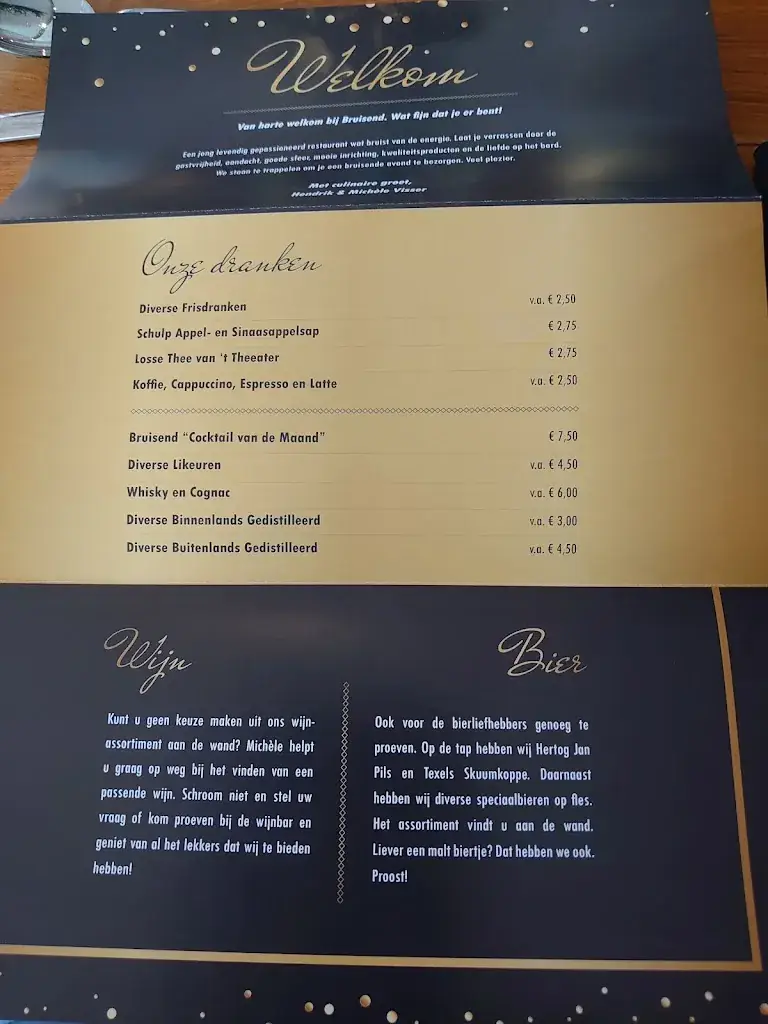 Welkom
Van harte welkom bij Bruisend. Wat fijn dat je er bent!
Een jong levendig gepassioneerd restaurant wat bruist van de energie. Laat je verrassen door de
gastvrijheid, aandacht, goede sfeer, mooie inrichting, kwaliteitsproducten en de liefde op het bord.
We staan te trappelen om je een bruisende avond te bezorgen. Veel plezier.
Met culinaire groet,
Hendrik & Michèle Visser
Onze dranken
Diverse Frisdranken v.a. € 2,50
Schulp Appel- en Sinaasappelsap € 2,75
Losse Thee van 't Theeater € 2,75
Koffie, Cappuccino, Espresso en Latte v.a. € 2,50
Bruisend “Cocktail van de Maand” € 7,50
Diverse Likeuren v.a. € 4,50
Whisky en Cognac v.a. € 6,00
Diverse Binnenlands Gedistilleerd v.a. € 3,00
Diverse Buitenlands Gedistilleerd v.a. € 4,50
Wijn
Kunt u geen keuze maken uit ons wijn-
assortiment aan de wand? Michèle helpt
u graag op weg bij het vinden van een
passende wijn. Schroom niet en stel uw
vraag of kom proeven bij de wijnbar en
geniet van al het lekkers dat wij te bieden
hebben!
Bier
Ook voor de bierliefhebbers genoeg te
proeven. Op de tap hebben wij Hertog Jan
Pils en Texels Skuumkoppe. Daarnaast
hebben wij diverse speciaalbieren op fles.
Het assortiment vindt u aan de wand.
Liever een malt biertje? Dat hebben we ook.
Proost!